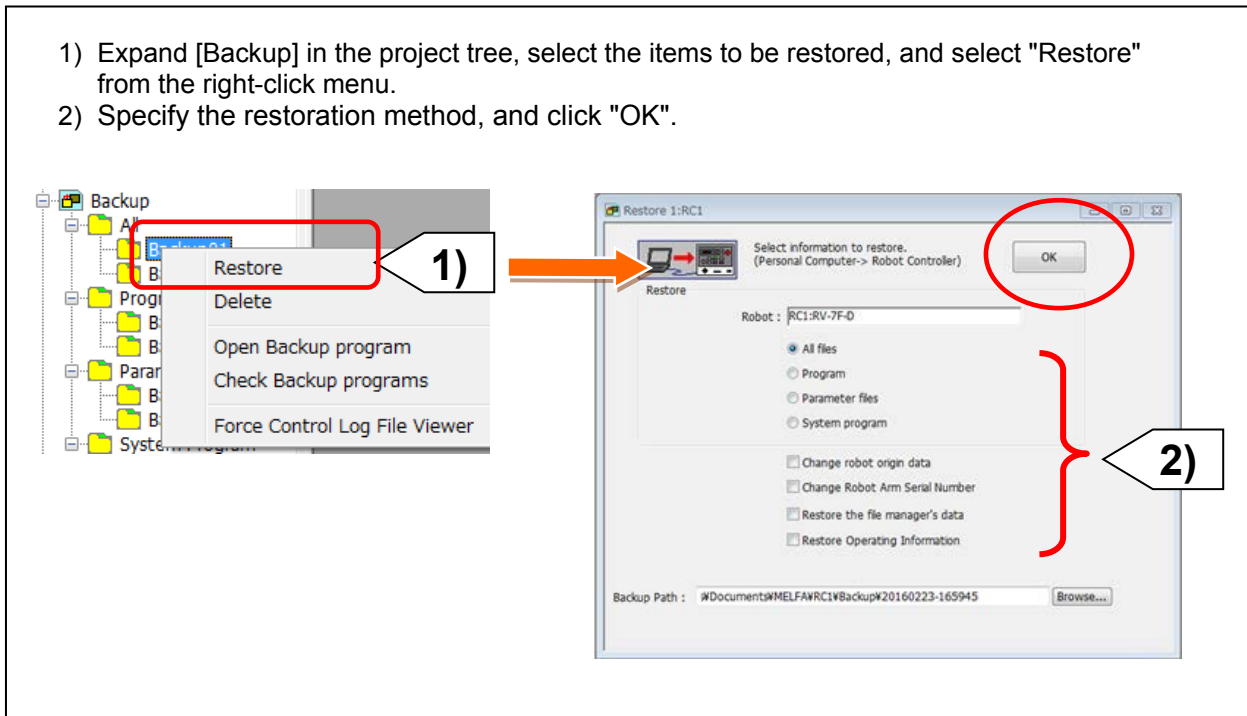 1) Expand [Backup] in the project tree, select the items to be restored, and select "Restore"
from the right-click menu.
2) Specify the restoration method, and click "OK".
Backup
All
Restore
Delete
Open Backup program
Check Backup programs
Force Control Log File Viewer
1)
Restore 1:RC1
Select information to restore.
(Personal Computer-> Robot Controller)
OK
Restore
Robot : RC1:RV-7F-D
All files
Program
Parameter files
System program
Change robot origin data
Change Robot Arm Serial Number
Restore the file manager's data
Restore Operating Information
2)
Backup Path : ¥Documents¥MELFA¥RC1¥Backup¥20160223-165945 Browse...